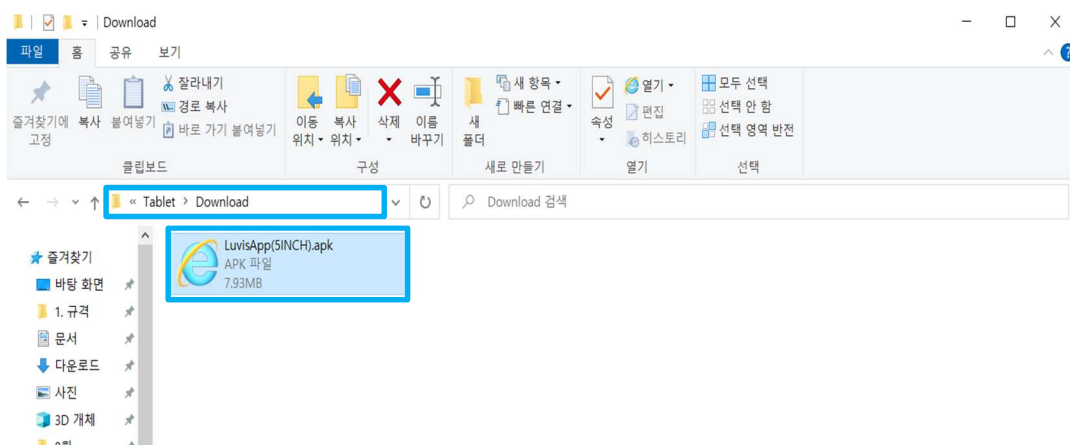 Download
파일 홈 공유 보기
즐겨찾기에 고정
복사
붙여넣기
잘라내기
경로 복사
바로 가기 붙여넣기
클립보드
이동 위치
복사 위치
삭제
이름 바꾸기
구성
새 폴더
새 항목
빠른 연결
새로 만들기
속성
열기
편집
히스토리
열기
모두 선택
선택 안 함
선택 영역 반전
선택
« Tablet > Download
Download 검색
즐겨찾기
바탕 화면
1. 규격
문서
다운로드
사진
3D 개체
LuvisApp(5INCH).apk
APK 파일
7.93MB